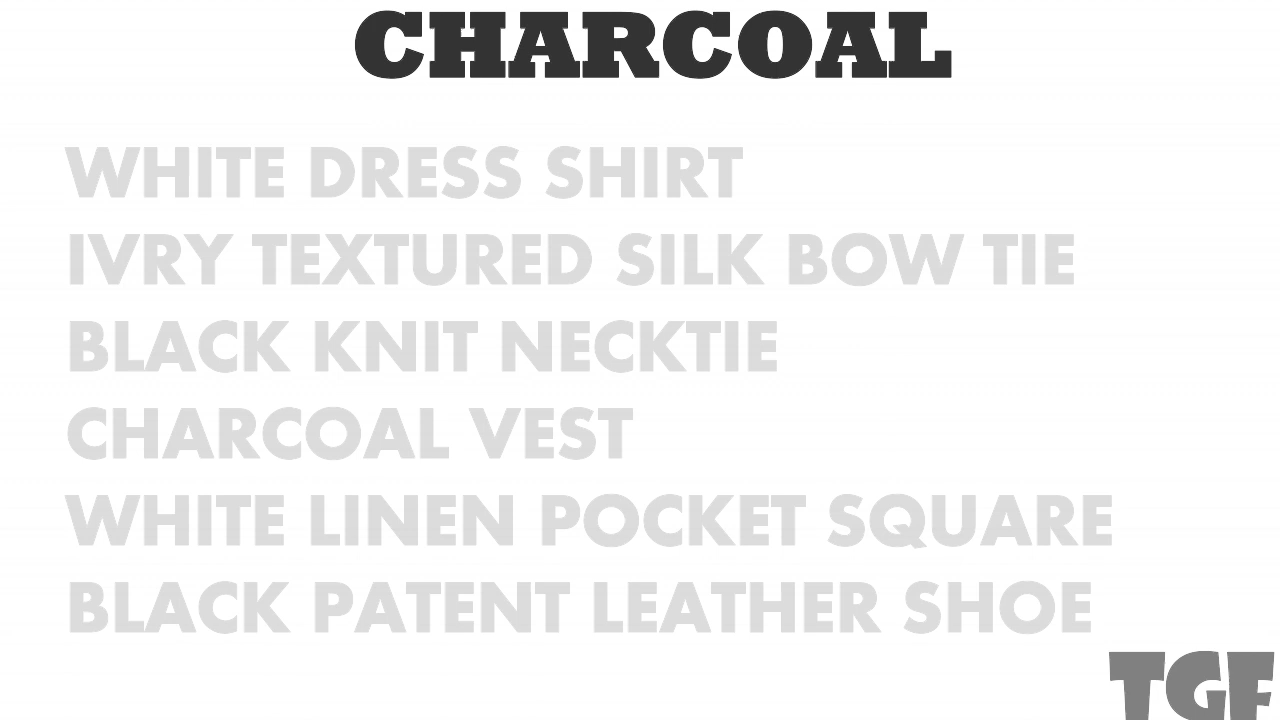 CHARCOAL
WHITE DRESS SHIRT
IVRY TEXTURED SILK BOW TIE
BLACK KNIT NECKTIE
CHARCOAL VEST
WHITE LINEN POCKET SQUARE
BLACK PATENT LEATHER SHOE
TGF